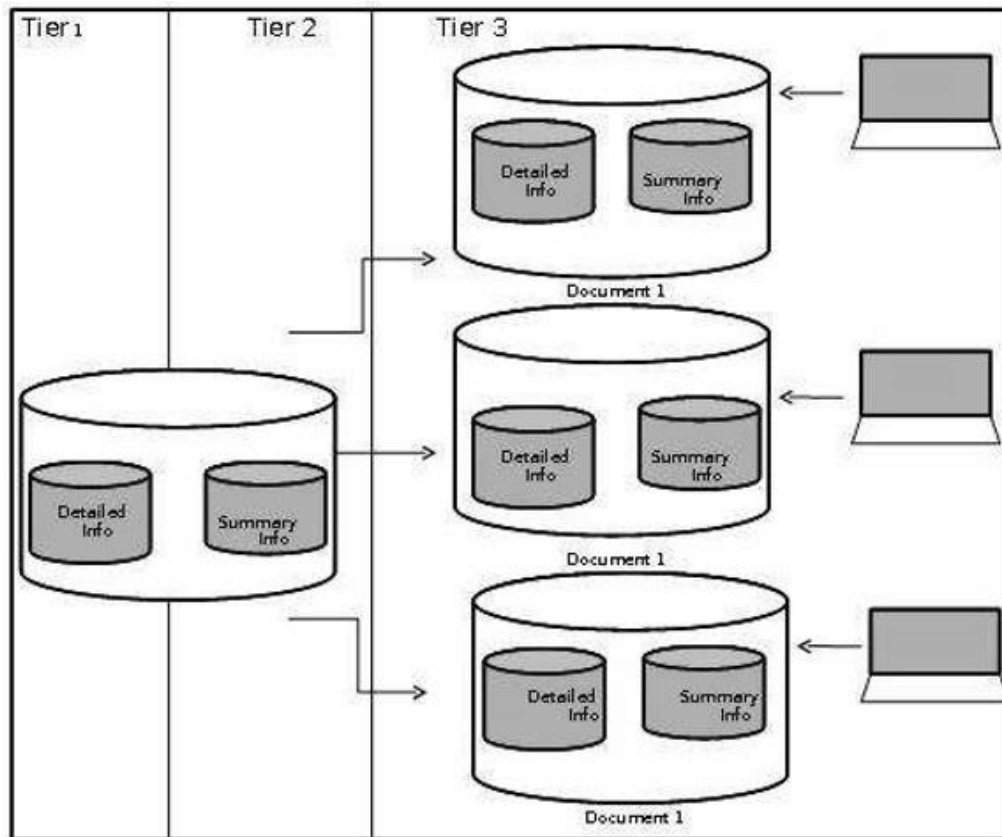 Tier 1
Tier 2
Tier 3
Detailed
Info
Summary
Info
Document 1
Detailed
Info
Summary
Info
Document 1
Detailed
Info
Summary
Info
Detailed
Info
Summary
Info
Document 1